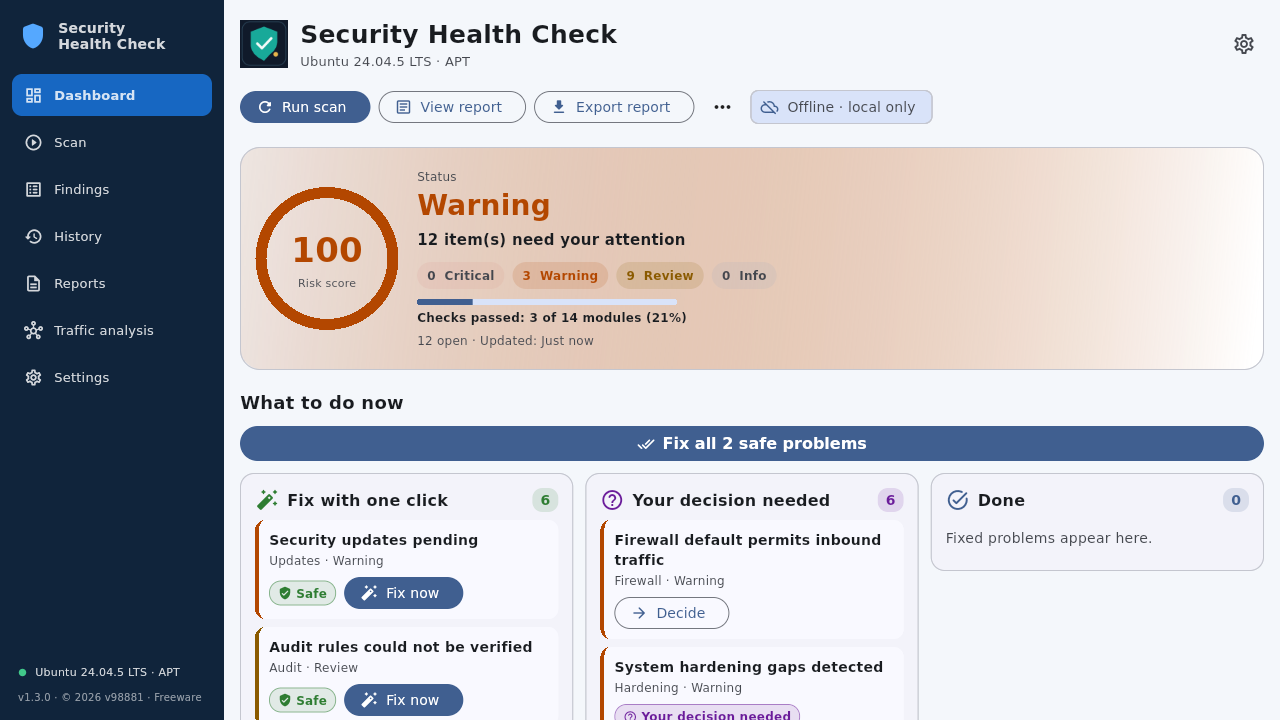 Security
Health Check
Dashboard
Scan
Findings
History
Reports
Traffic analysis
Settings
Ubuntu 24.04.5 LTS · APT
v1.3.0 · © 2026 v98881 · Freeware
Security Health Check
Ubuntu 24.04.5 LTS · APT
Run scan
View report
Export report
Offline · local only
100
Risk score
Status
Warning
12 item(s) need your attention
0 Critical
3 Warning
9 Review
0 Info
Checks passed: 3 of 14 modules (21%)
12 open · Updated: Just now
What to do now
Fix all 2 safe problems
Fix with one click
6
Security updates pending
Updates · Warning
Safe
Fix now
Audit rules could not be verified
Audit · Review
Safe
Fix now
Your decision needed
6
Firewall default permits inbound
traffic
Firewall · Warning
Decide
System hardening gaps detected
Hardening · Warning
Your decision needed
Done
0
Fixed problems appear here.